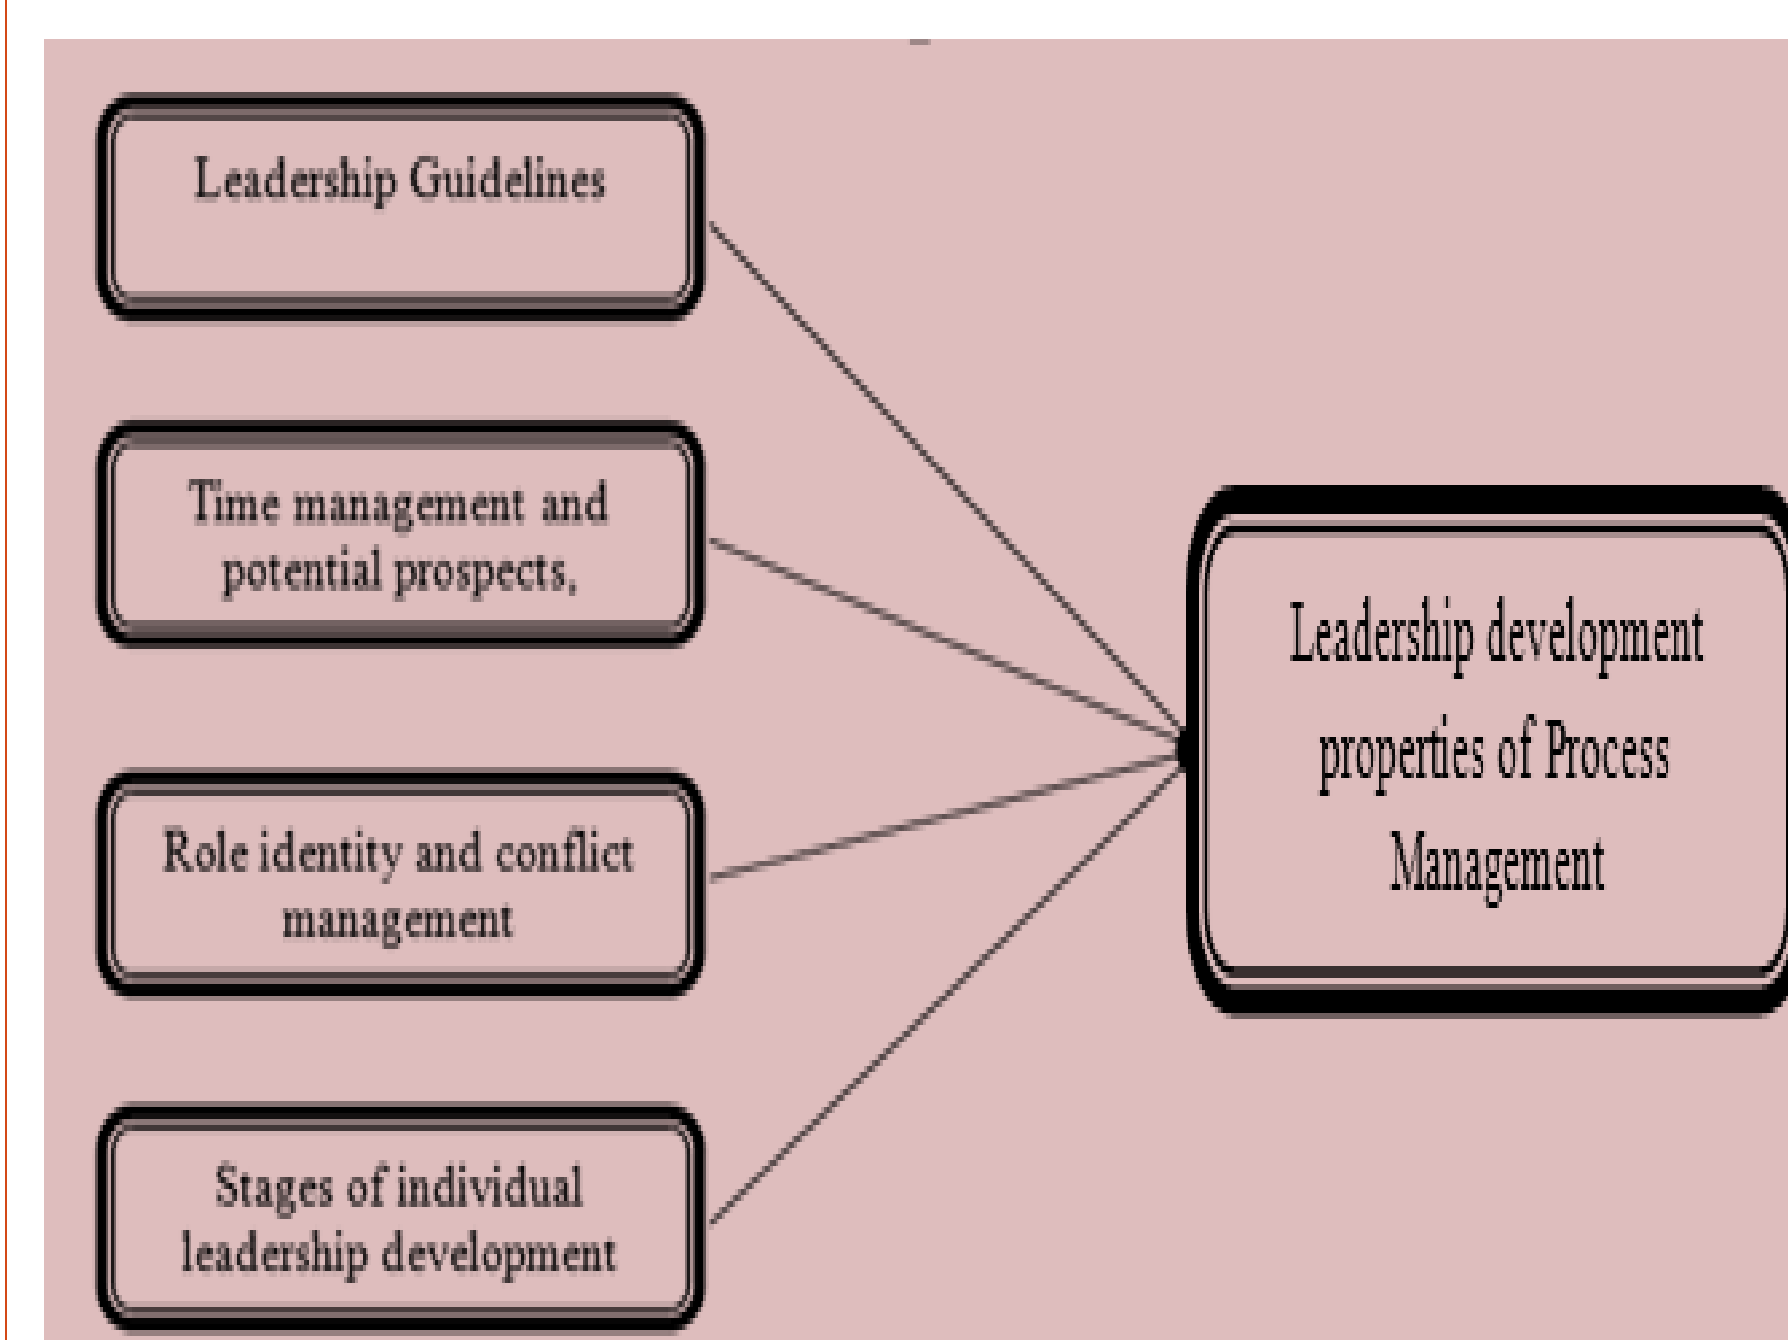 Leadership Guidelines
Time management and
potential prospects,
Role identity and conflict
management
Stages of individual
leadership development
Leadership development
properties of Process
Management